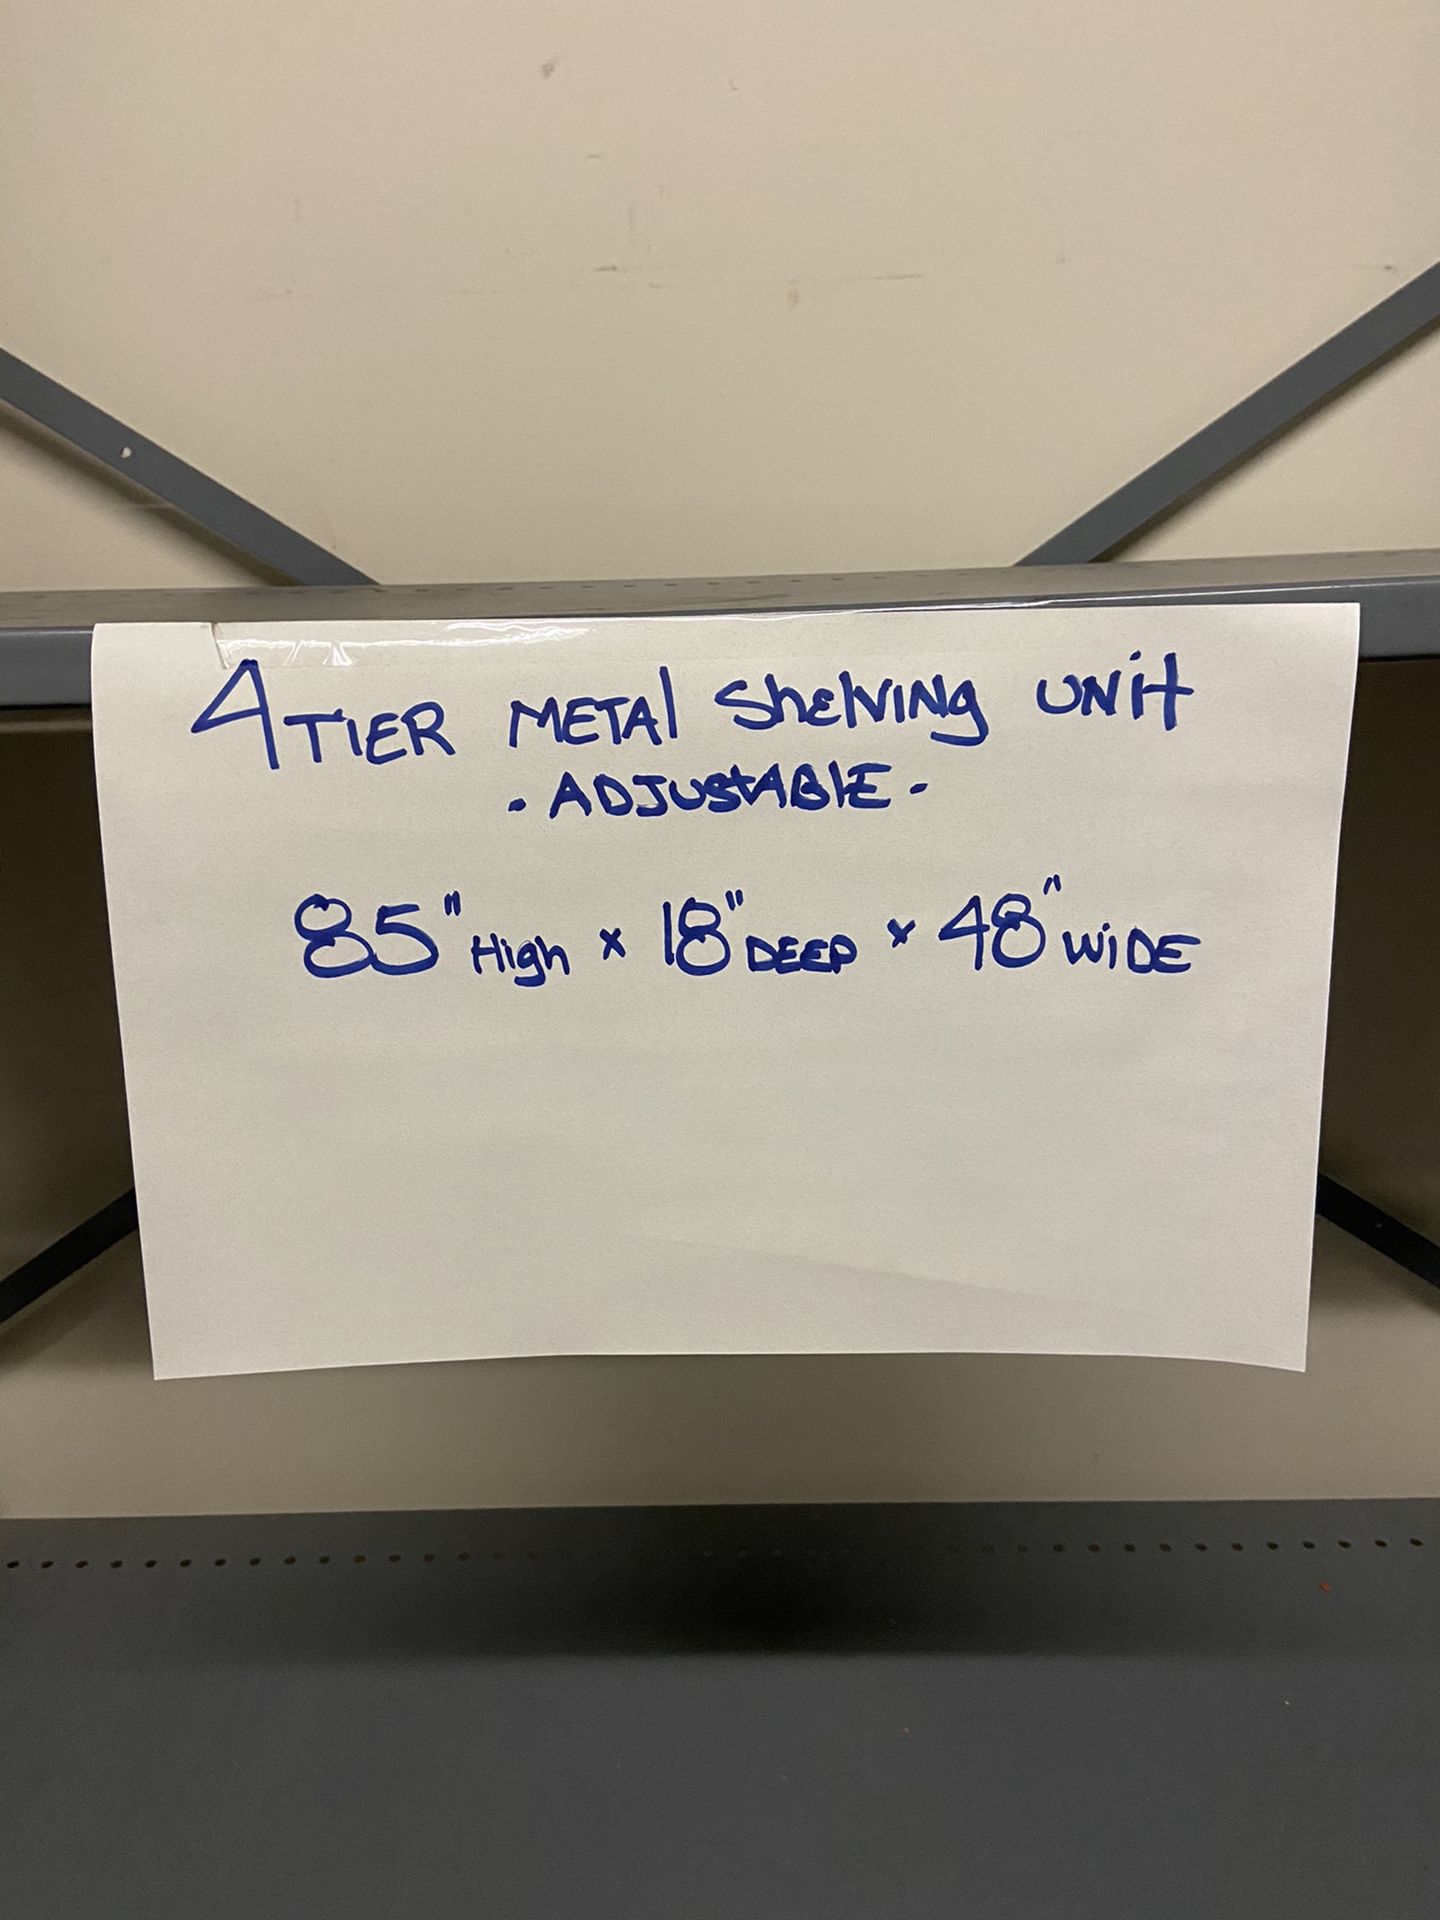 4 TIER METAL Shelving UNit
- ADJUStABLE -
85" High x 18" DEEP x 48" WiDE